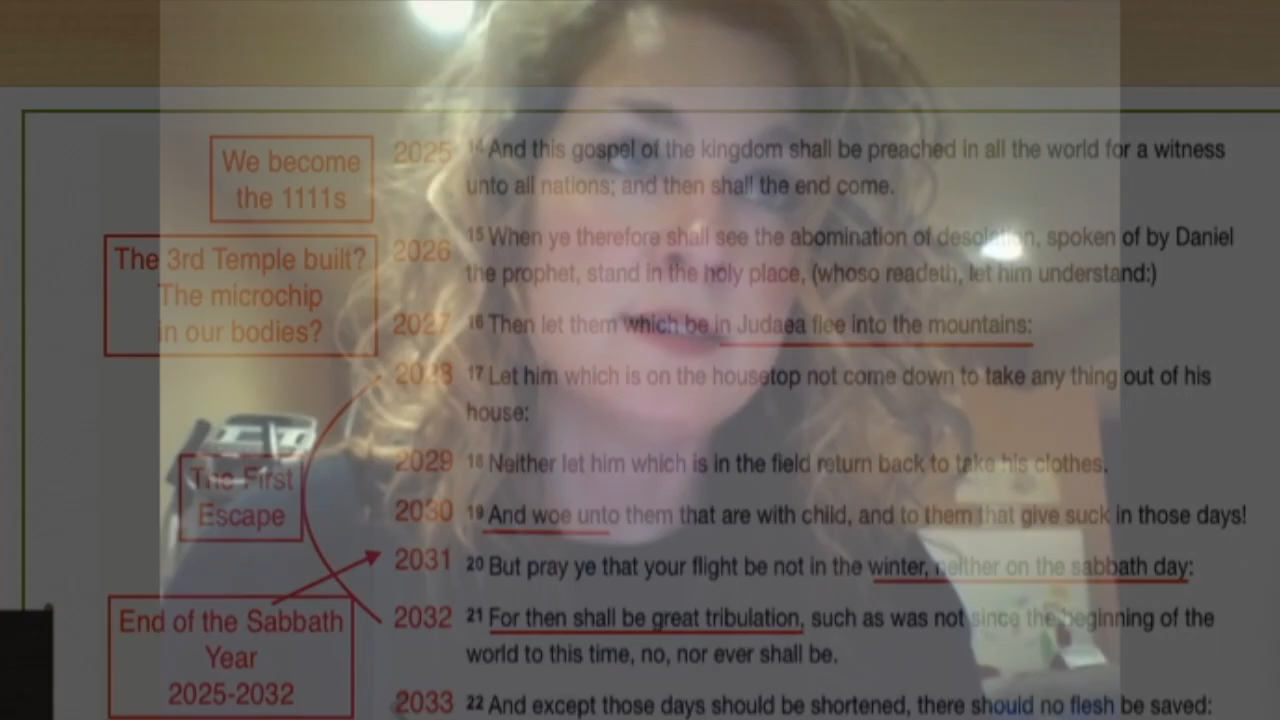 We become
the 1111s
2025 14 And this gospel of the kingdom shall be preached in all the world for a witness
unto all nations; and then shall the end come.
The 3rd Temple built?
The microchip
in our bodies?
2026 15 When ye therefore shall see the abomination of desolation, spoken of by Daniel
the prophet, stand in the holy place, (whoso readeth, let him understand:)
2027 16 Then let them which be in Judaea flee into the mountains:
2028 17 Let him which is on the housetop not come down to take any thing out of his
house:
The First
Escape
2029 18 Neither let him which is in the field return back to take his clothes.
2030 19 And woe unto them that are with child, and to them that give suck in those days!
2031 20 But pray ye that your flight be not in the winter, neither on the sabbath day:
End of the Sabbath
Year
2025-2032
2032 21 For then shall be great tribulation, such as was not since the beginning of the
world to this time, no, nor ever shall be.
2033 22 And except those days should be shortened, there should no flesh be saved: